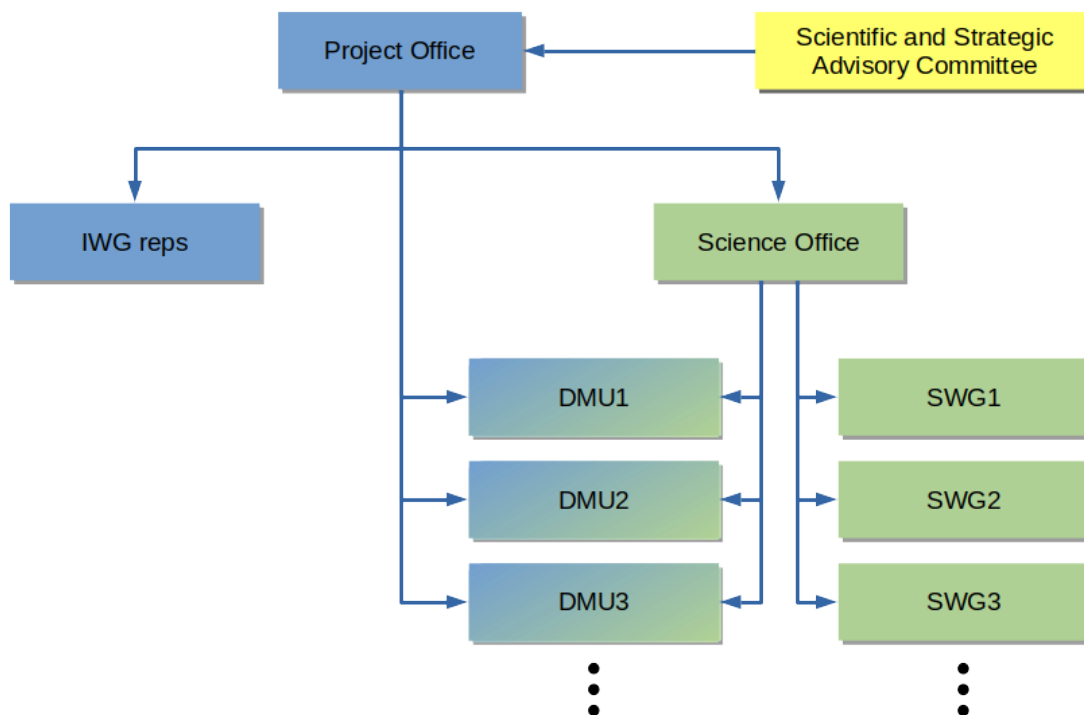 Project Office
Scientific and Strategic
Advisory Committee
IWG reps
Science Office
DMU1
SWG1
DMU2
SWG2
DMU3
SWG3